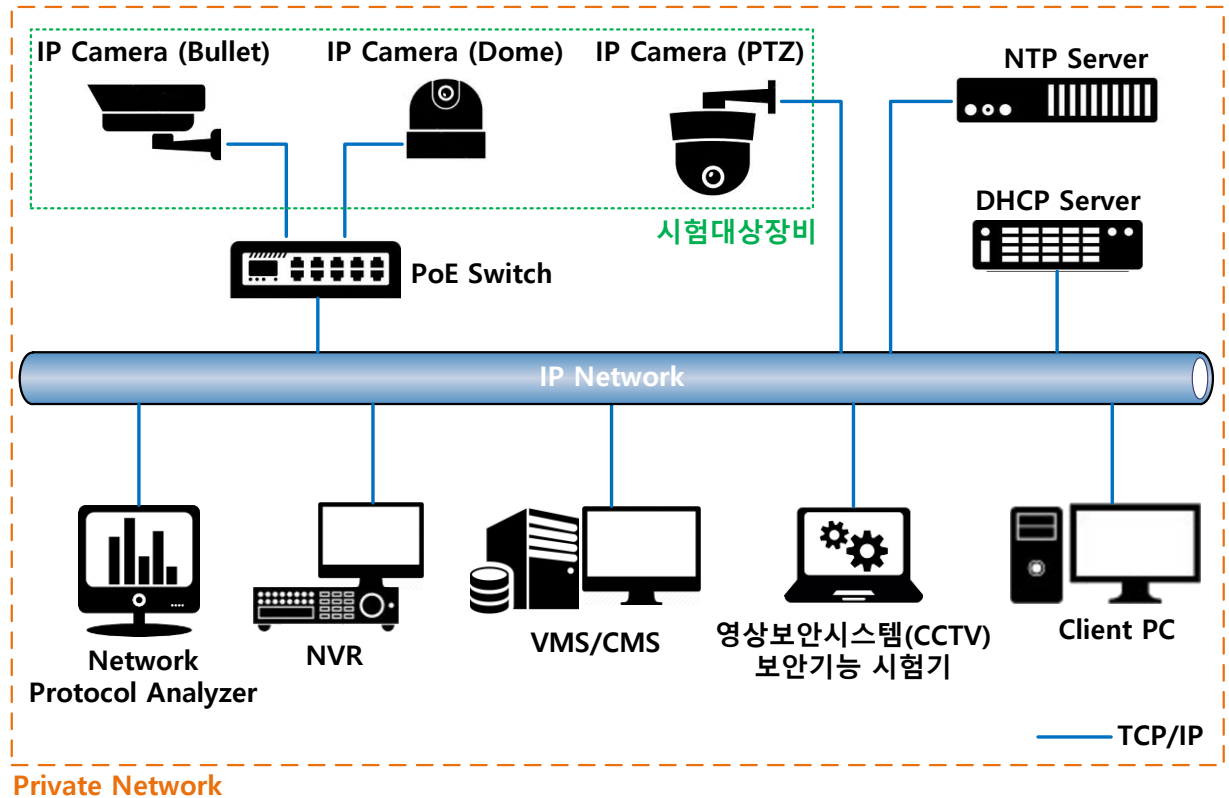 IP Camera (Bullet)
IP Camera (Dome)
IP Camera (PTZ)
NTP Server
DHCP Server
시험대상장비
PoE Switch
IP Network
Network
Protocol Analyzer
NVR
VMS/CMS
영상보안시스템(CCTV)
보안기능 시험기
Client PC
TCP/IP
Private Network